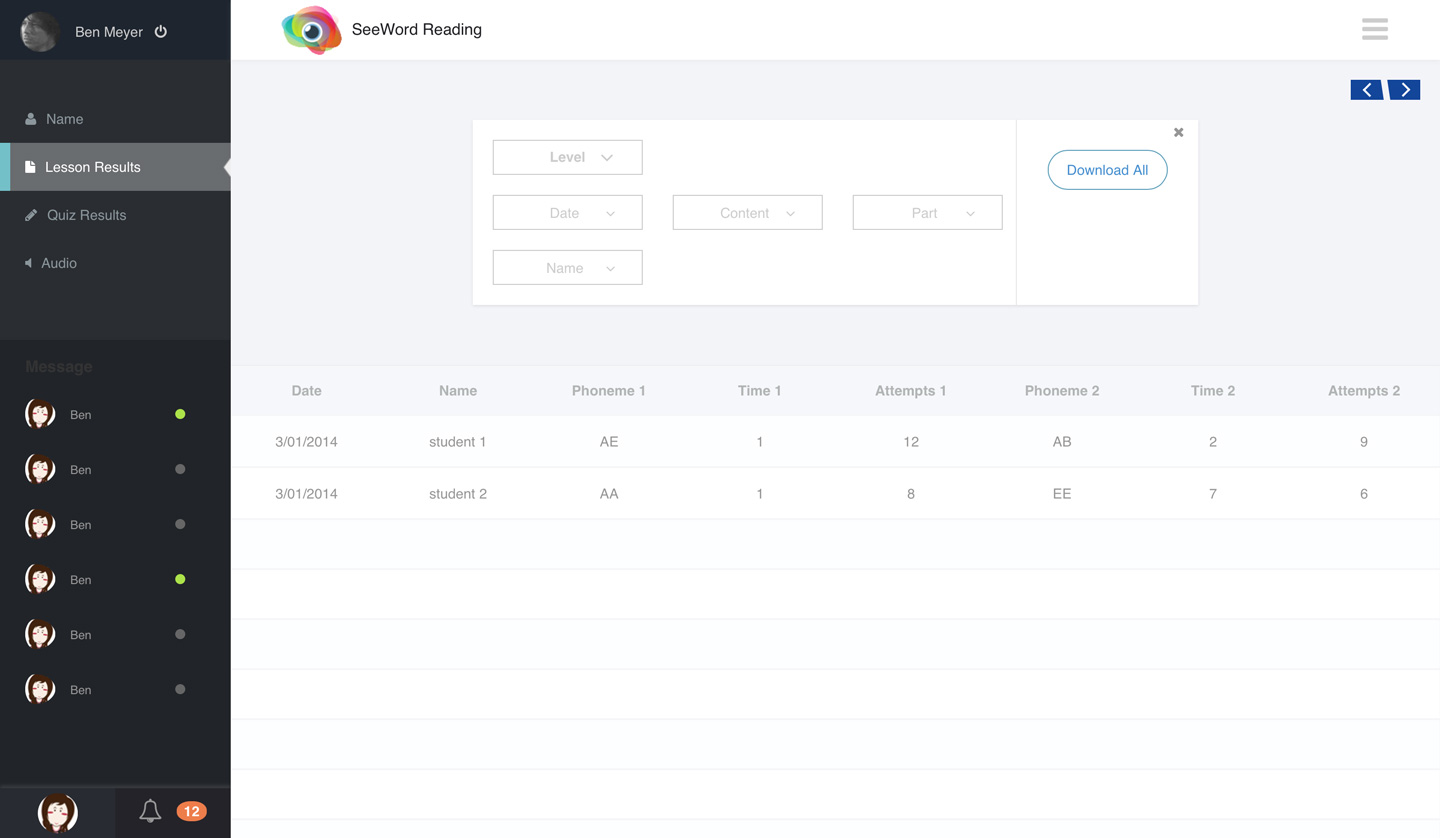 Ben Meyer
SeeWord Reading
Name
Lesson Results
Quiz Results
Audio
Level
Download All
Date Content Part
Name
Message
Ben
Ben
Ben
Ben
Ben
Ben
12
Date Name Phoneme 1 Time 1 Attempts 1 Phoneme 2 Time 2 Attempts 2
3/01/2014 student 1 AE 1 12 AB 2 9
3/01/2014 student 2 AA 1 8 EE 7 6